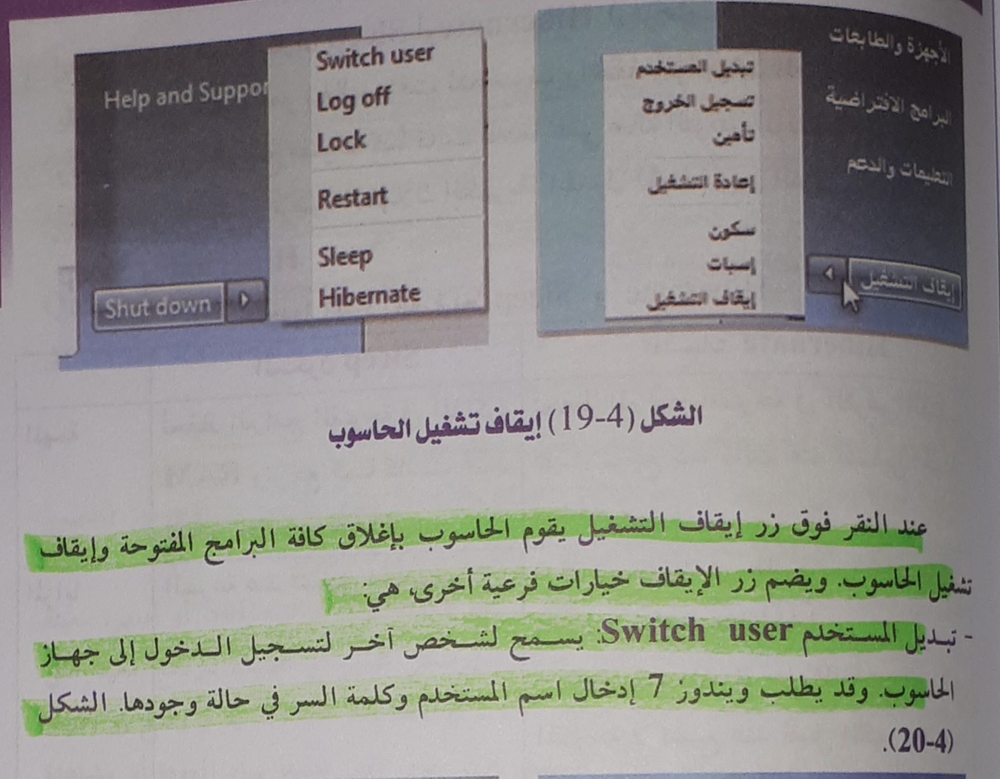 Help and Suppor
Shut down
Switch user
Log off
Lock
Restart
Sleep
Hibernate
الأجهزة والطابعات
البرامج الافتراضية
التعليمات والدعم
إيقاف التشغيل
تبديل المستخدم
تسجيل الخروج
تأمين
إعادة التشغيل
سكون
إسبات
إيقاف التشغيل
الشكل (4-19) إيقاف تشغيل الحاسوب
عند النقر فوق زر إيقاف التشغيل يقوم الحاسوب بإغلاق كافة البرامج المفتوحة وإيقاف
تشغيل الحاسوب. ويضم زر الإيقاف خيارات فرعية أخرى، هي:
- تبديل المستخدم Switch user: يسمح لشخص آخر لتسجيل الدخول إلى جهاز
الحاسوب. وقد يطلب ويندوز 7 إدخال اسم المستخدم وكلمة السر في حالة وجودها. الشكل
(4-20).